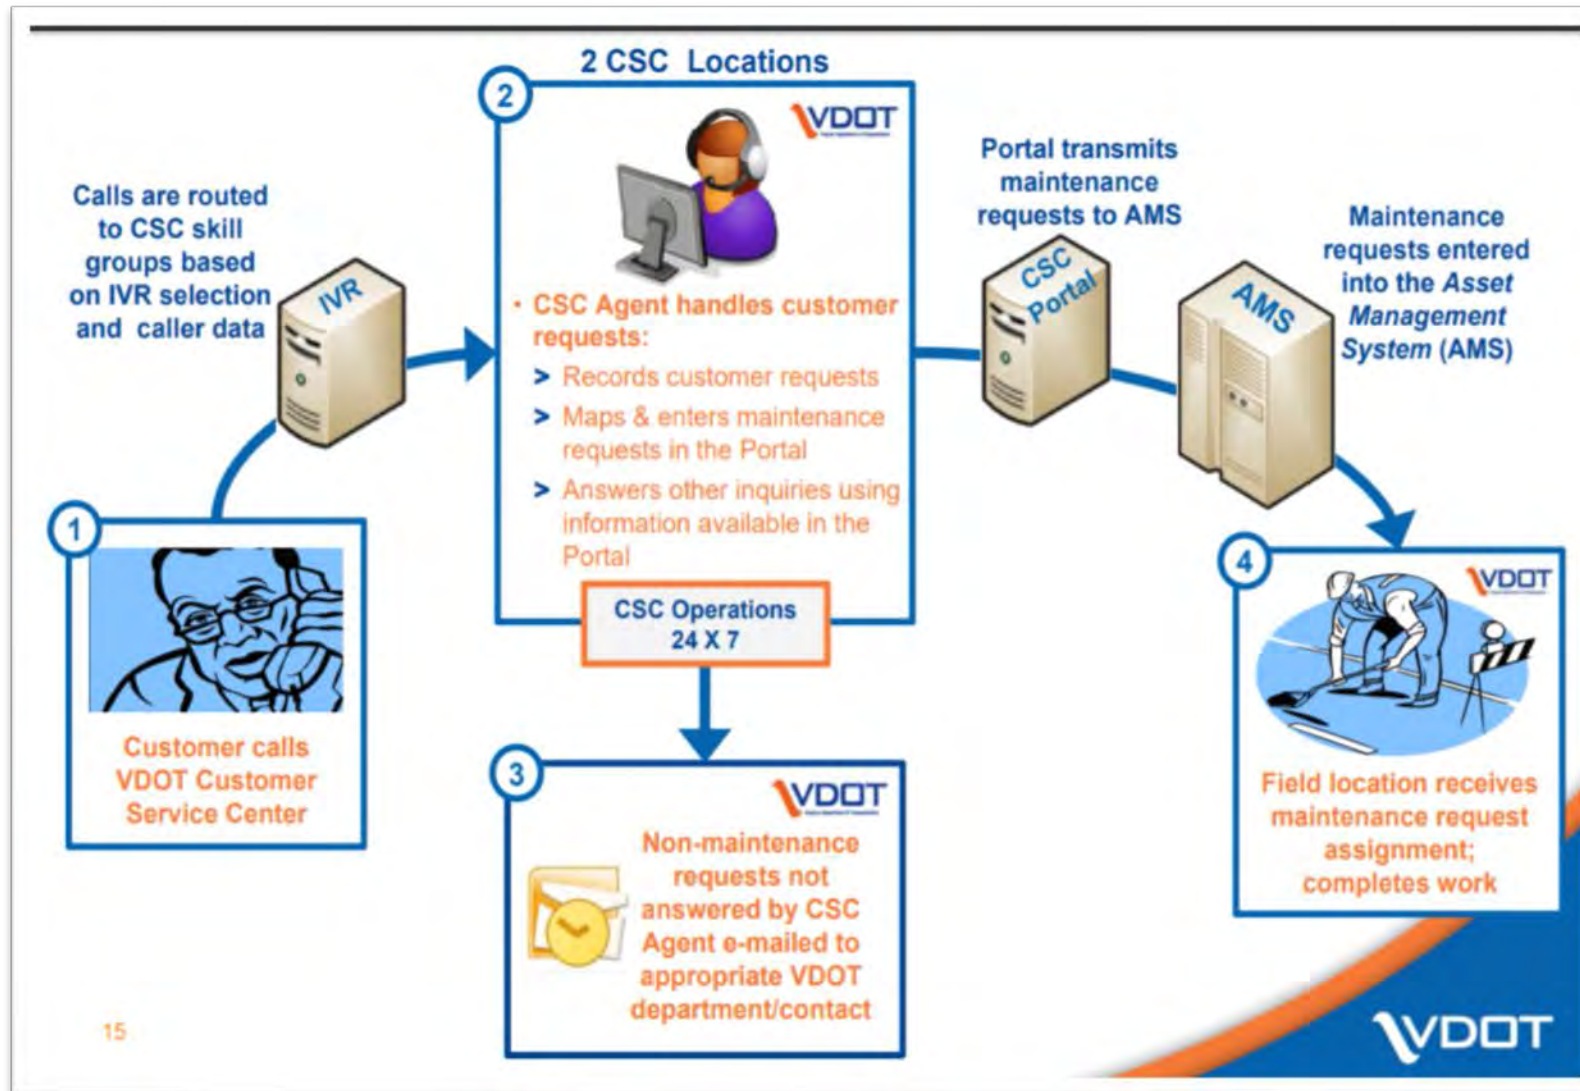 2 CSC Locations
2
VDOT
Calls are routed
to CSC skill
groups based
on IVR selection
and caller data
IVR
• CSC Agent handles customer
requests:
> Records customer requests
> Maps & enters maintenance
requests in the Portal
> Answers other inquiries using
information available in the
Portal
CSC Operations
24 X 7
Portal transmits
maintenance
requests to AMS
CSC
Portal
AMS
Maintenance
requests entered
into the Asset
Management
System (AMS)
1
Customer calls
VDOT Customer
Service Center
3
VDOT
Non-maintenance
requests not
answered by CSC
Agent e-mailed to
appropriate VDOT
department/contact
4
VDOT
Field location receives
maintenance request
assignment;
completes work
15
VDOT